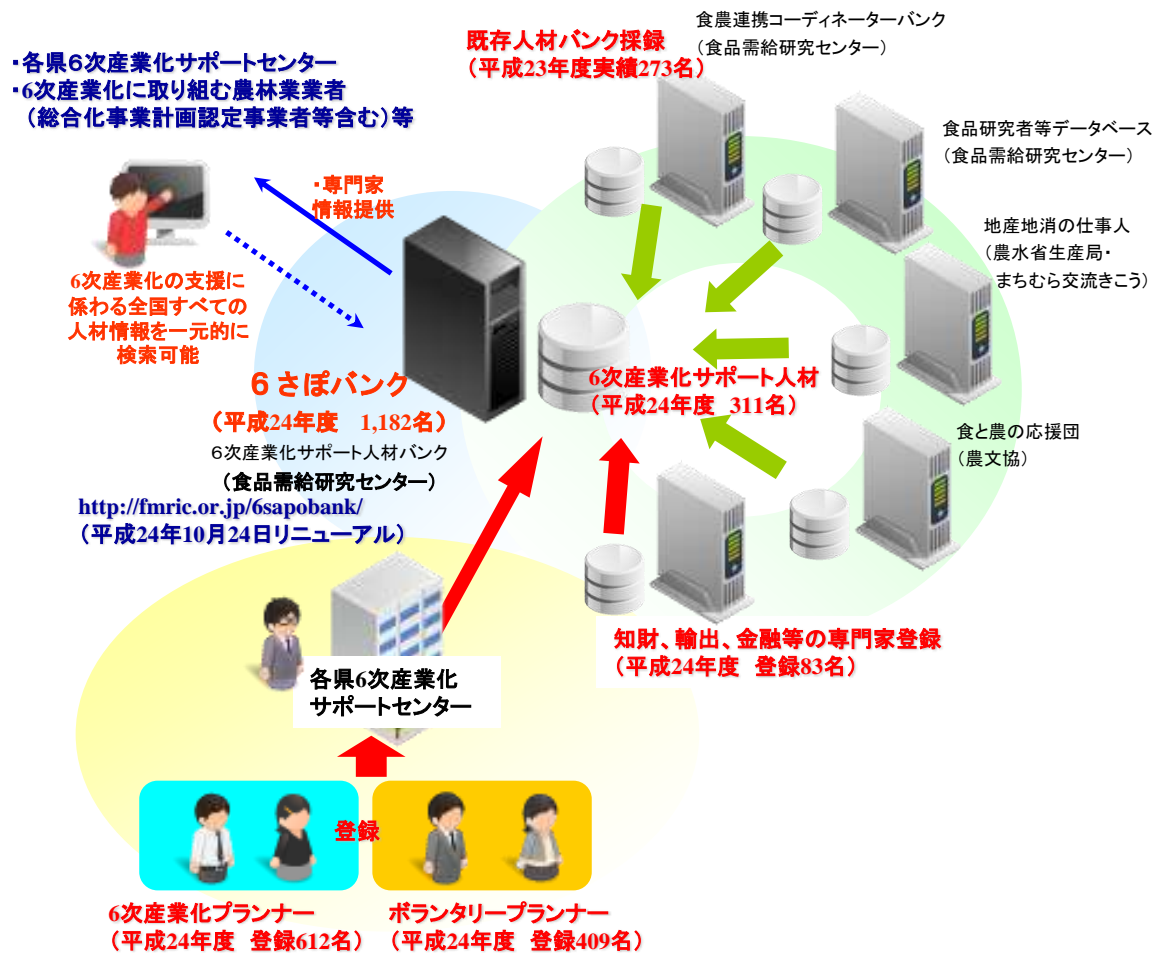 ・各県６次産業化サポートセンター
・6次産業化に取り組む農林業業者
（総合化事業計画認定事業者等含む）等
既存人材バンク採録
（平成23年度実績273名）
食農連携コーディネーターバンク
（食品需給研究センター）
食品研究者等データベース
（食品需給研究センター）
地産地消の仕事人
（農水省生産局・
まちむら交流きこう）
・専門家
情報提供
6次産業化の支援に
係わる全国すべての
人材情報を一元的に
検索可能
６さぽバンク
（平成24年度　1,182名）
６次産業化サポート人材バンク
（食品需給研究センター）
http://fmric.or.jp/6sapobank/
（平成24年10月24日リニューアル）
6次産業化サポート人材
（平成24年度　311名）
食と農の応援団
（農文協）
知財、輸出、金融等の専門家登録
（平成24年度　登録83名）
各県6次産業化
サポートセンター
登録
6次産業化プランナー
（平成24年度　登録612名）
ボランタリープランナー
（平成24年度　登録409名）